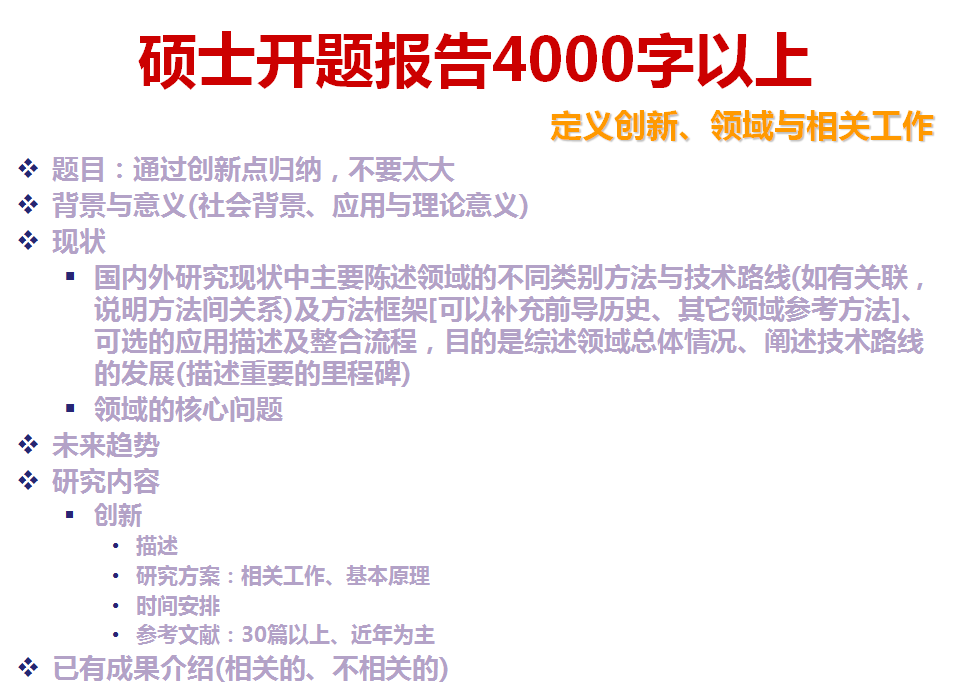 硕士开题报告4000字以上
定义创新、领域与相关工作
题目：通过创新点归纳，不要太大
背景与意义(社会背景、应用与理论意义)
现状
国内外研究现状中主要陈述领域的不同类别方法与技术路线(如有关联，
说明方法间关系)及方法框架[可以补充前导历史、其它领域参考方法]、
可选的应用描述及整合流程，目的是综述领域总体情况、阐述技术路线
的发展(描述重要的里程碑)
领域的核心问题
未来趋势
研究内容
创新
描述
研究方案：相关工作、基本原理
时间安排
参考文献：30篇以上、近年为主
已有成果介绍(相关的、不相关的)